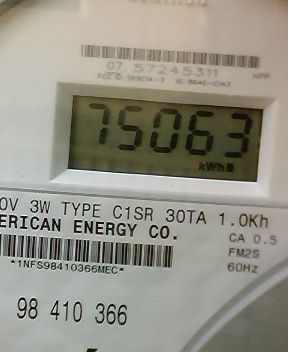 07 57245311
75063
kWh
0V 3W TYPE C1SR 30TA 1.0Kh
ERICAN ENERGY CO.
CA 0.5
FM2S
60Hz
*1NFS98410366MEC*
98 410 366